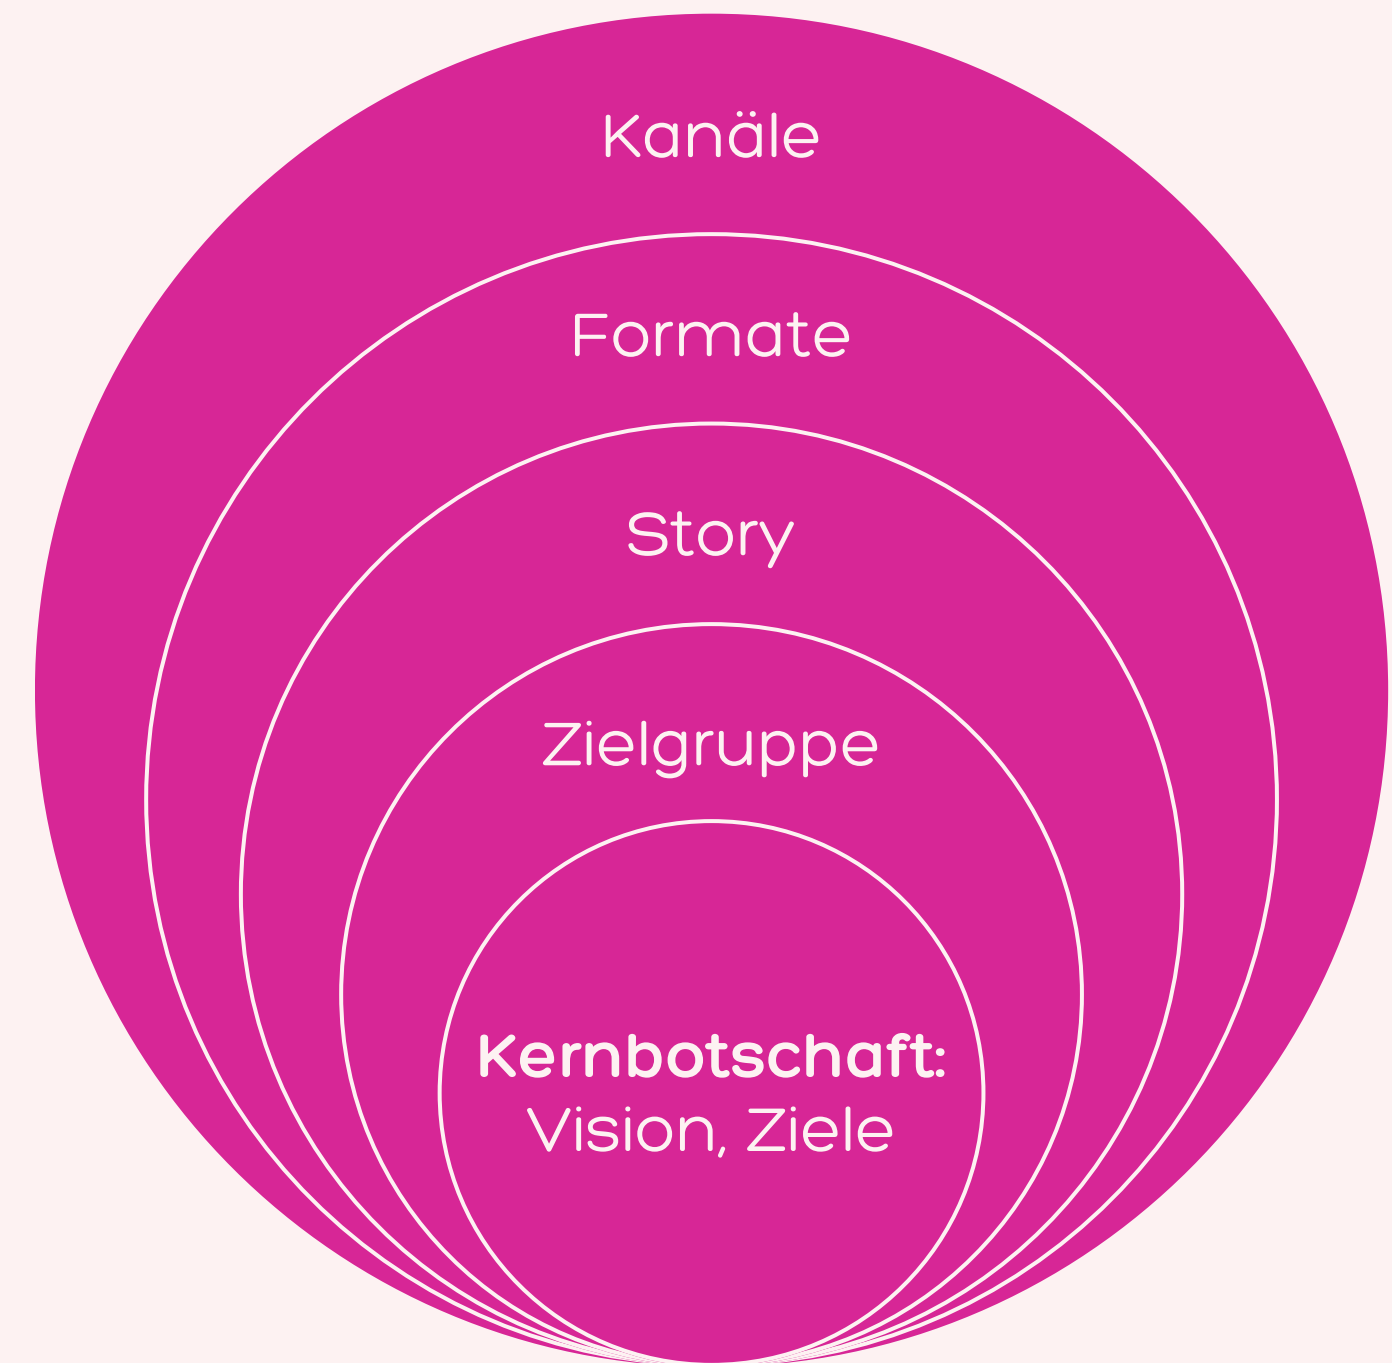 Kanäle
Formate
Story
Zielgruppe
Kernbotschaft:
Vision, Ziele